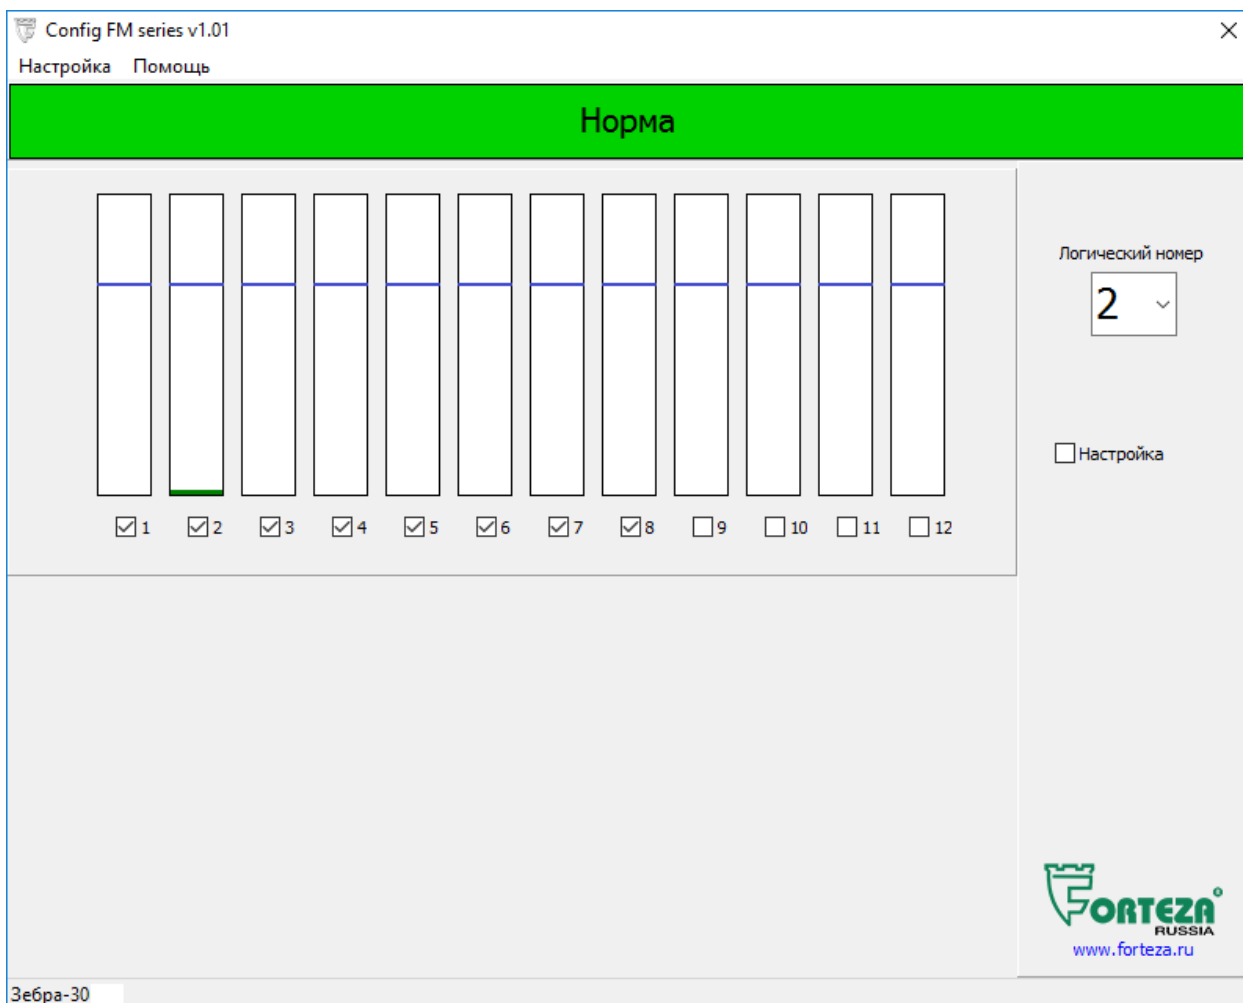 Config FM series v1.01
Настройка Помощь
Норма
Логический номер
2
Настройка
1 2 3 4 5 6 7 8 9 10 11 12
FORTEZA®
RUSSIA
www.forteza.ru
Зебра-30